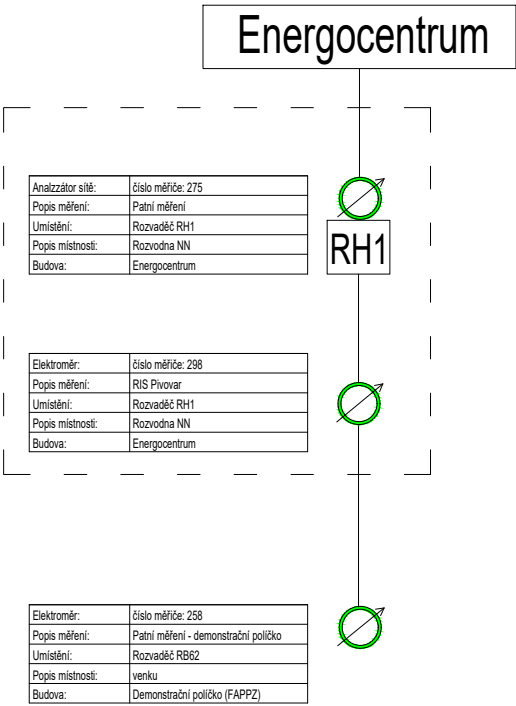 Energocentrum
Analzzátor sítě: číslo měřiče: 275
Popis měření: Patní měření
Umístění: Rozvaděč RH1
Popis místnosti: Rozvodna NN
Budova: Energocentrum
RH1
Elektroměr: číslo měřiče: 298
Popis měření: RIS Pivovar
Umístění: Rozvaděč RH1
Popis místnosti: Rozvodna NN
Budova: Energocentrum
Elektroměr: číslo měřiče: 258
Popis měření: Patní měření - demonstrační políčko
Umístění: Rozvaděč RB62
Popis místnosti: venku
Budova: Demonstrační políčko (FAPPZ)